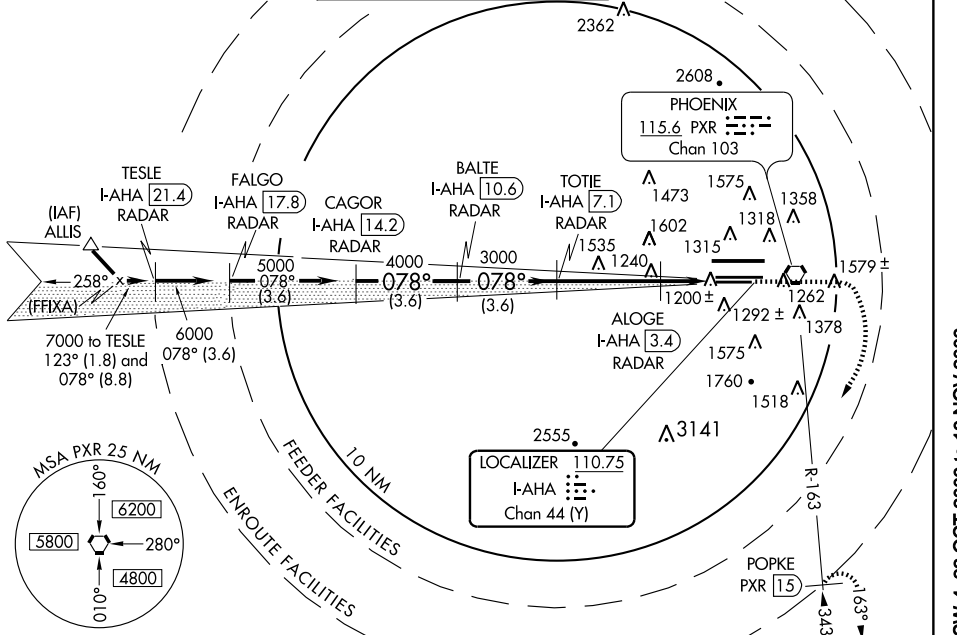 2362
2608
PHOENIX
115.6 PXR
Chan 103
TESLE
I-AHA 21.4
RADAR
FALGO
I-AHA 17.8
RADAR
CAGOR
I-AHA 14.2
RADAR
BALTE
I-AHA 10.6
RADAR
TOTIE
I-AHA 7.1
RADAR
1473
1575
1358
1318
1602
1315
1535
1240
(IAF)
ALLIS
258°
(FFIXA)
5000
078°
(3.6)
4000
078°
(3.6)
3000
078°
(3.6)
1579 ±
1200 ±
1262
1292 ±
1378
7000 to TESLE
123° (1.8) and
078° (8.8)
6000
078° (3.6)
ALOGE
I-AHA 3.4
RADAR
1575
1760
1518
3141
2555
LOCALIZER 110.75
I-AHA
Chan 44 (Y)
10 NM
FEEDER FACILITIES
ENROUTE FACILITIES
MSA PXR 25 NM
160°
6200
5800
280°
4800
010°
R-163
POPKE
PXR 15
163°
343